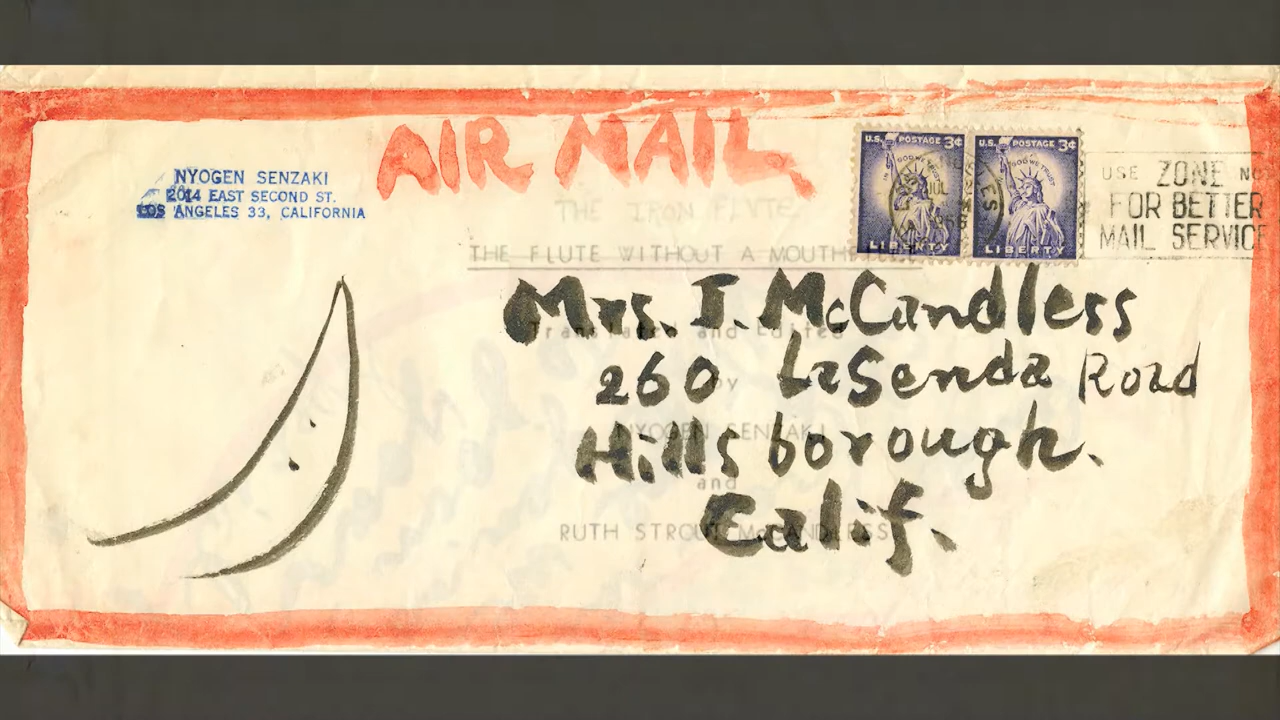 AIR MAIL
NYOGEN SENZAKI
2014 EAST SECOND ST.
LOS ANGELES 33, CALIFORNIA
U.S. POSTAGE 3¢
IN GOD WE TRUST
LIBERTY
U.S. POSTAGE 3¢
IN GOD WE TRUST
LIBERTY
USE ZONE NO
FOR BETTER
MAIL SERVICE
THE IRON FLUTE
THE FLUTE WITHOUT A
Mrs. J. McCandless
Translated and Edited
260 LaSenda Road
by
Hillsborough.
NYOGEN SENZAKI
and
Calif.
RUTH STROUT McCANDLESS